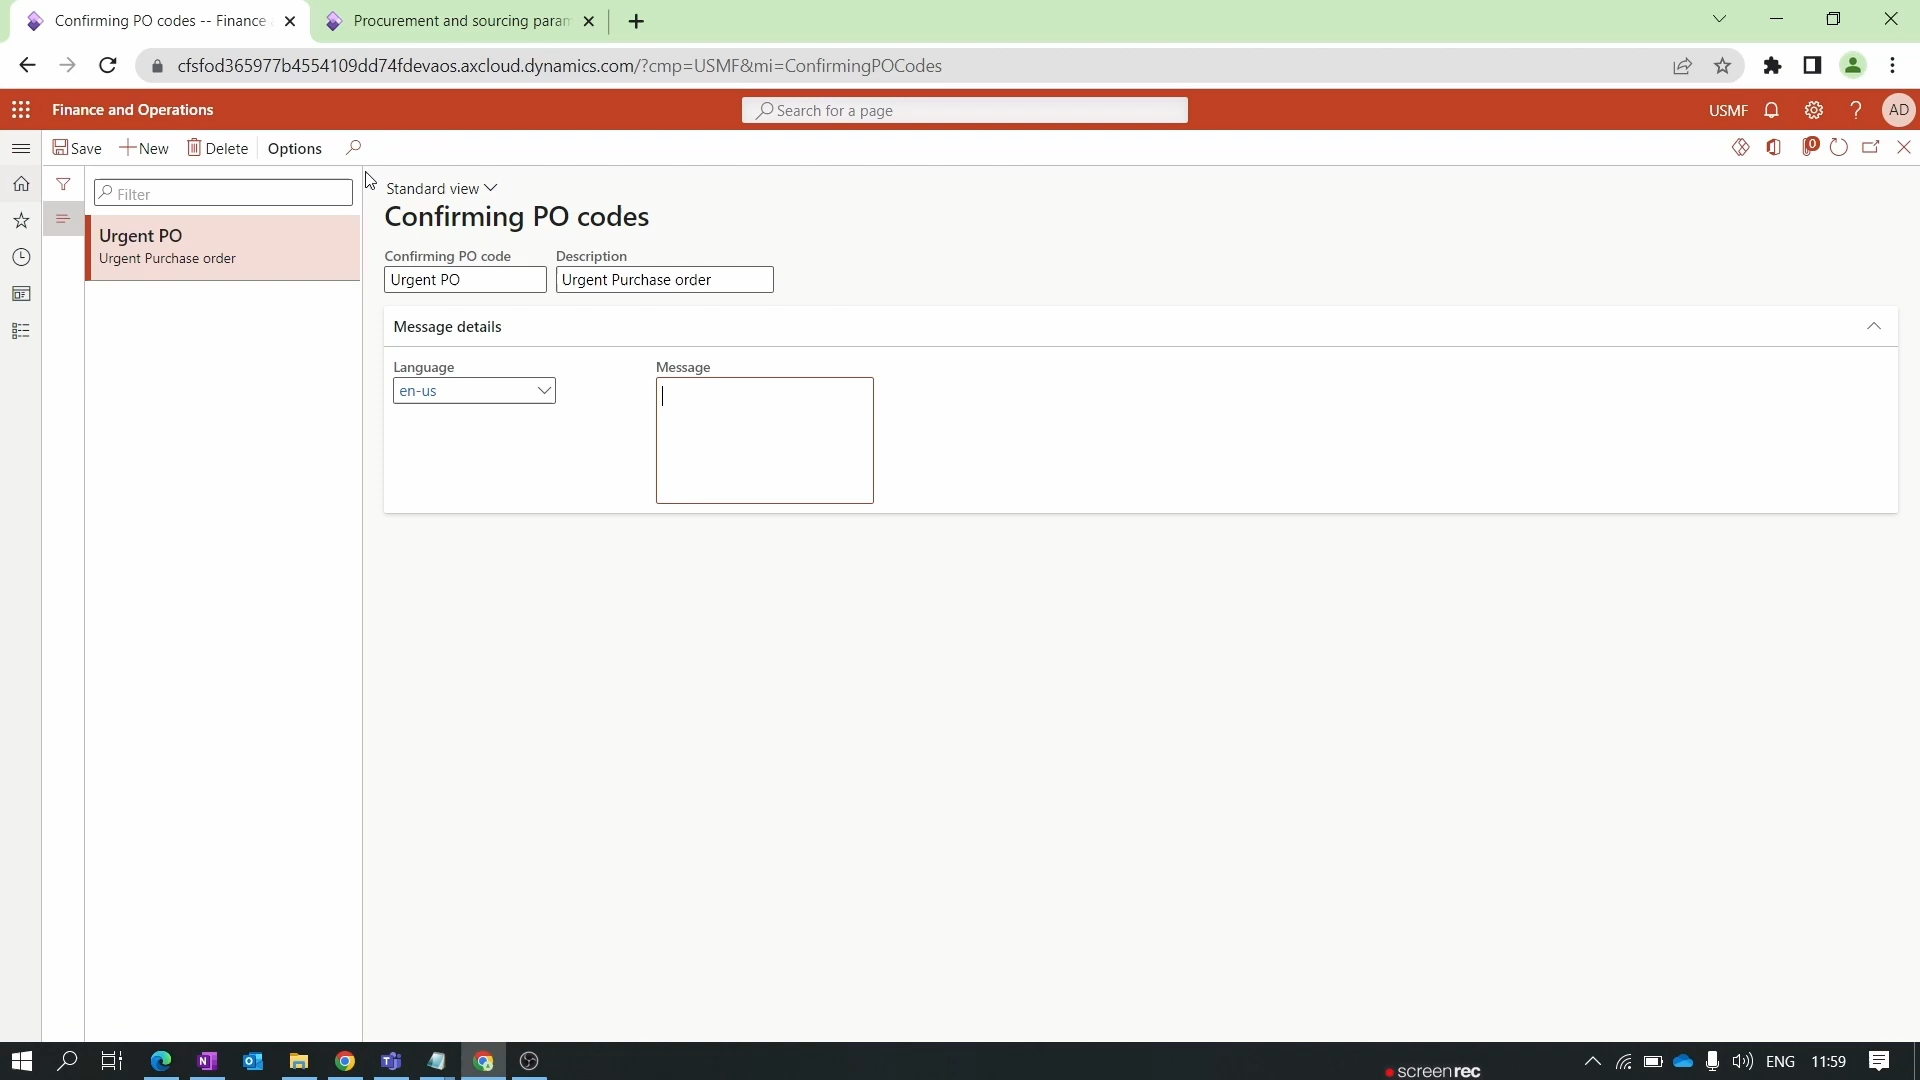 Confirming PO codes -- Finance
Procurement and sourcing param
cfsfod365977b4554109dd74fdevaos.axcloud.dynamics.com/?cmp=USMF&mi=ConfirmingPOCodes
Finance and Operations
Search for a page
USMF
AD
Save
New
Delete
Options
0
Filter
Urgent PO
Urgent Purchase order
Standard view
Confirming PO codes
Confirming PO code
Description
Urgent PO
Urgent Purchase order
Message details
Language
Message
en-us
screenrec
ENG
11:59